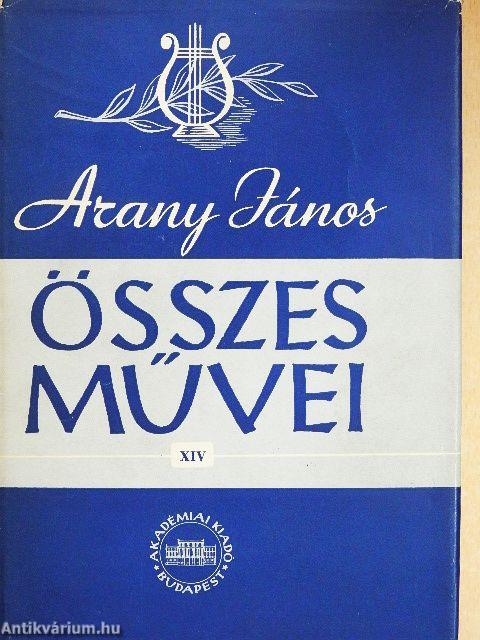 Arany János
ÖSSZES
MŰVEI
XIV
AKADÉMIAI KIADÓ
BUDAPEST
Antikvárium.hu